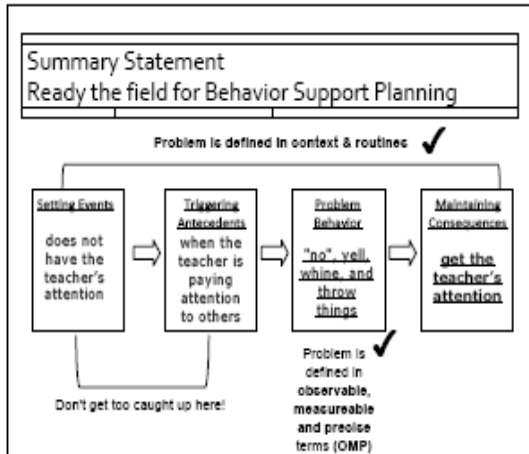 Summary Statement
Ready the field for Behavior Support Planning
Problem is defined in context & routines
Setting Events
does not
have the
teacher's
attention
Triggering
Antecedents
when the
teacher is
paying
attention
to others
Problem
Behavior
"no", yell,
whine, and
throw
things
Maintaining
Consequences
get the
teacher's
attention
Don't get too caught up here!
Problem is
defined in
observable,
measureable
and precise
terms (OMP)